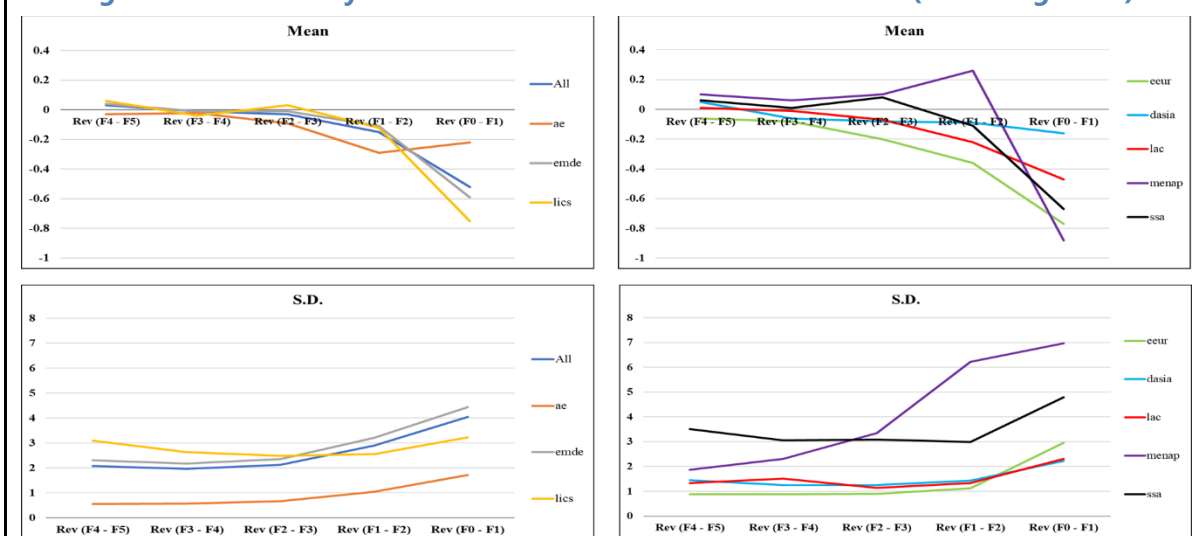 Mean
0.4
0.2
0
-0.2
-0.4
-0.6
-0.8
-1
Rev (F4 - F5) Rev (F3 - F4) Rev (F2 - F3) Rev (F1 - F2) Rev (F0 - F1)
All
ae
emde
lics
Mean
0.4
0.2
0
-0.2
-0.4
-0.6
-0.8
-1
Rev (F4 - F5) Rev (F3 - F4) Rev (F2 - F3) Rev (F1 - F2) Rev (F0 - F1)
eeur
dasia
lac
menap
ssa
S.D.
8
7
6
5
4
3
2
1
0
Rev (F4 - F5) Rev (F3 - F4) Rev (F2 - F3) Rev (F1 - F2) Rev (F0 - F1)
All
ae
emde
lics
S.D.
8
7
6
5
4
3
2
1
0
Rev (F4 - F5) Rev (F3 - F4) Rev (F2 - F3) Rev (F1 - F2) Rev (F0 - F1)
eeur
dasia
lac
menap
ssa